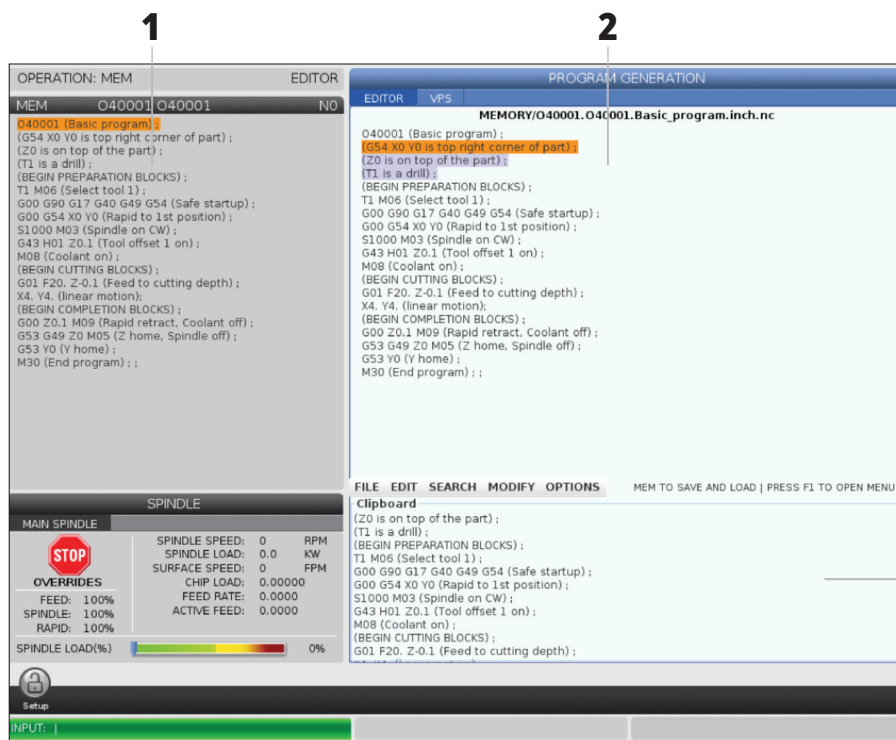 1
2
OPERATION: MEM EDITOR
MEM O40001 O40001 N0
O40001 (Basic program) ;
(G54 X0 Y0 is top right corner of part) ;
(Z0 is on top of the part) ;
(T1 is a drill) ;
(BEGIN PREPARATION BLOCKS) ;
T1 M06 (Select tool 1) ;
G00 G90 G17 G40 G49 G54 (Safe startup) ;
G00 G54 X0 Y0 (Rapid to 1st position) ;
S1000 M03 (Spindle on CW) ;
G43 H01 Z0.1 (Tool offset 1 on) ;
M08 (Coolant on) ;
(BEGIN CUTTING BLOCKS) ;
G01 F20. Z-0.1 (Feed to cutting depth) ;
X4. Y4. (linear motion);
(BEGIN COMPLETION BLOCKS) ;
G00 Z0.1 M09 (Rapid retract, Coolant off) ;
G53 G49 Z0 M05 (Z home, Spindle off) ;
G53 Y0 (Y home) ;
M30 (End program) ; ;
PROGRAM GENERATION
EDITOR VPS
MEMORY/O40001.O40001.Basic_program.inch.nc
O40001 (Basic program) ;
(G54 X0 Y0 is top right corner of part) ;
(Z0 is on top of the part) ;
(T1 is a drill) ;
(BEGIN PREPARATION BLOCKS) ;
T1 M06 (Select tool 1) ;
G00 G90 G17 G40 G49 G54 (Safe startup) ;
G00 G54 X0 Y0 (Rapid to 1st position) ;
S1000 M03 (Spindle on CW) ;
G43 H01 Z0.1 (Tool offset 1 on) ;
M08 (Coolant on) ;
(BEGIN CUTTING BLOCKS) ;
G01 F20. Z-0.1 (Feed to cutting depth) ;
X4. Y4. (linear motion);
(BEGIN COMPLETION BLOCKS) ;
G00 Z0.1 M09 (Rapid retract, Coolant off) ;
G53 G49 Z0 M05 (Z home, Spindle off) ;
G53 Y0 (Y home) ;
M30 (End program) ; ;
FILE EDIT SEARCH MODIFY OPTIONS MEM TO SAVE AND LOAD | PRESS F1 TO OPEN MENU
Clipboard
(Z0 is on top of the part) ;
(T1 is a drill) ;
(BEGIN PREPARATION BLOCKS) ;
T1 M06 (Select tool 1) ;
G00 G90 G17 G40 G49 G54 (Safe startup) ;
G00 G54 X0 Y0 (Rapid to 1st position) ;
S1000 M03 (Spindle on CW) ;
G43 H01 Z0.1 (Tool offset 1 on) ;
M08 (Coolant on) ;
(BEGIN CUTTING BLOCKS) ;
G01 F20. Z-0.1 (Feed to cutting depth) ;
SPINDLE
MAIN SPINDLE
STOP
OVERRIDES
FEED: 100%
SPINDLE: 100%
RAPID: 100%
SPINDLE SPEED: 0 RPM
SPINDLE LOAD: 0.0 KW
SURFACE SPEED: 0 FPM
CHIP LOAD: 0.00000
FEED RATE: 0.0000
ACTIVE FEED: 0.0000
SPINDLE LOAD(%) 0%
Setup
INPUT: |